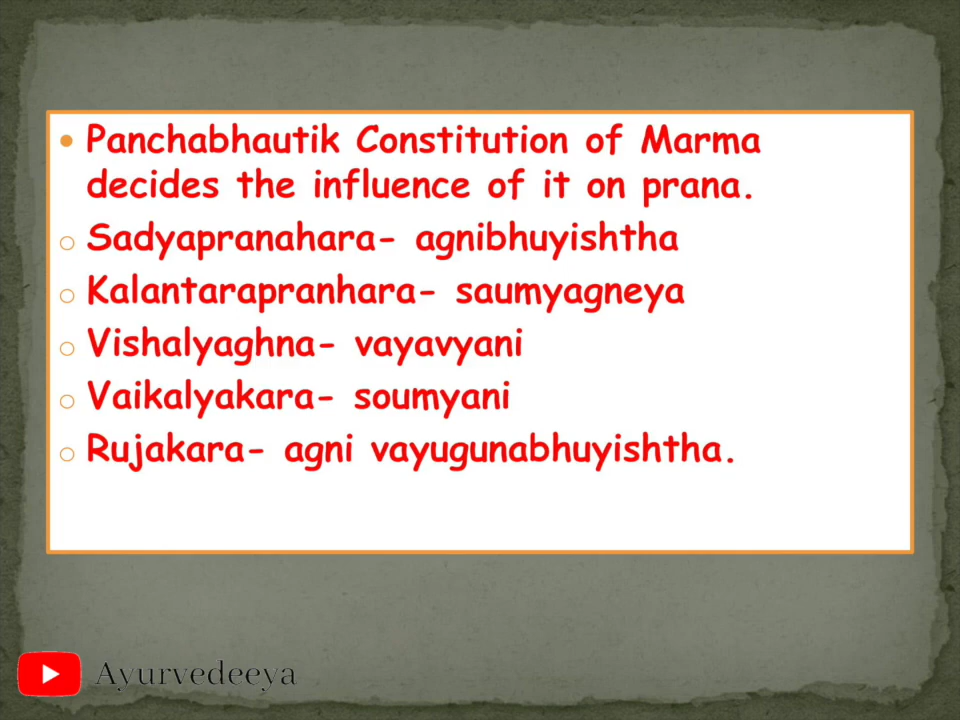 Panchabhautik Constitution of Marma
decides the influence of it on prana.
Sadyapranahara- agnibhuyishtha
Kalantarapranhara- saumyagneya
Vishalyaghna- vayavyani
Vaikalyakara- soumyani
Rujakara- agni vayugunabhuyishtha.
Ayurvedeeya